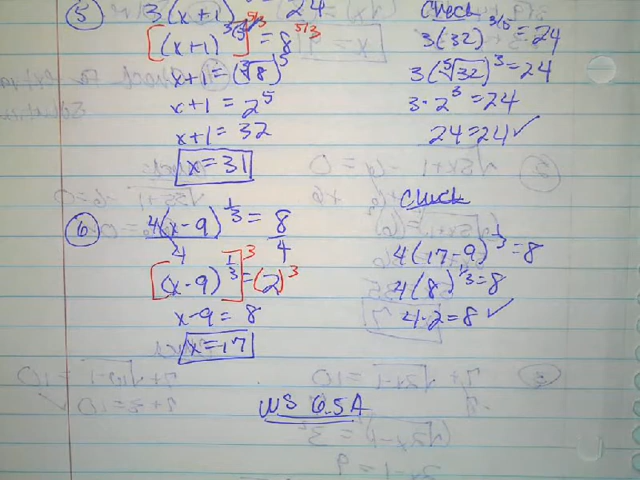 5 3(x+1) 24
[(x+1)^3/5]^5/3 = 8^5/3
x+1 = (∛8)^5
x+1 = 2^5
x+1 = 32
x=31
Check
3(32)^3/5 = 24
3(⁵√32)^3 = 24
3·2^3 = 24
24=24 ✓
6 4(x-9)^1/3 = 8
4 4
[(x-9)^1/3]^3 = (2)^3
x-9 = 8
x=17
Check
4(17-9)^1/3 = 8
4(8)^1/3 = 8
4·2=8 ✓
WS 6.5A